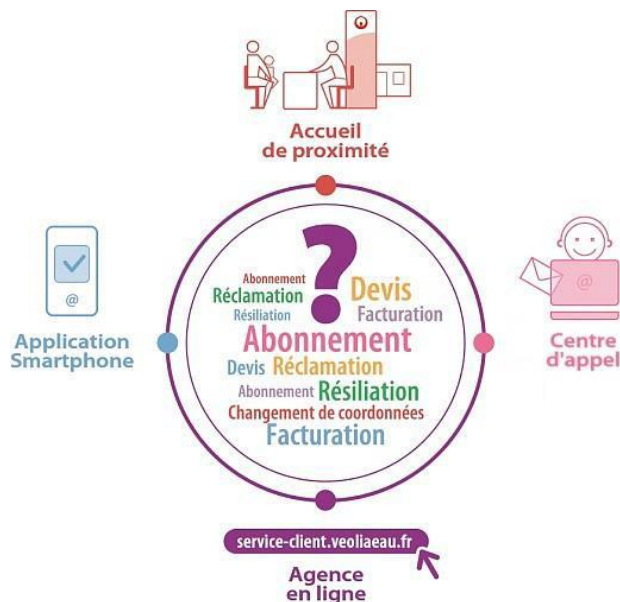 Accueil
de proximité
?
Abonnement
Réclamation
Devis
Résiliation
Facturation
Abonnement
Devis Réclamation
Abonnement Résiliation
Changement de coordonnées
Facturation
@
Application
Smartphone
@
Centre
d'appel
service-client.veoliaeau.fr
Agence
en ligne